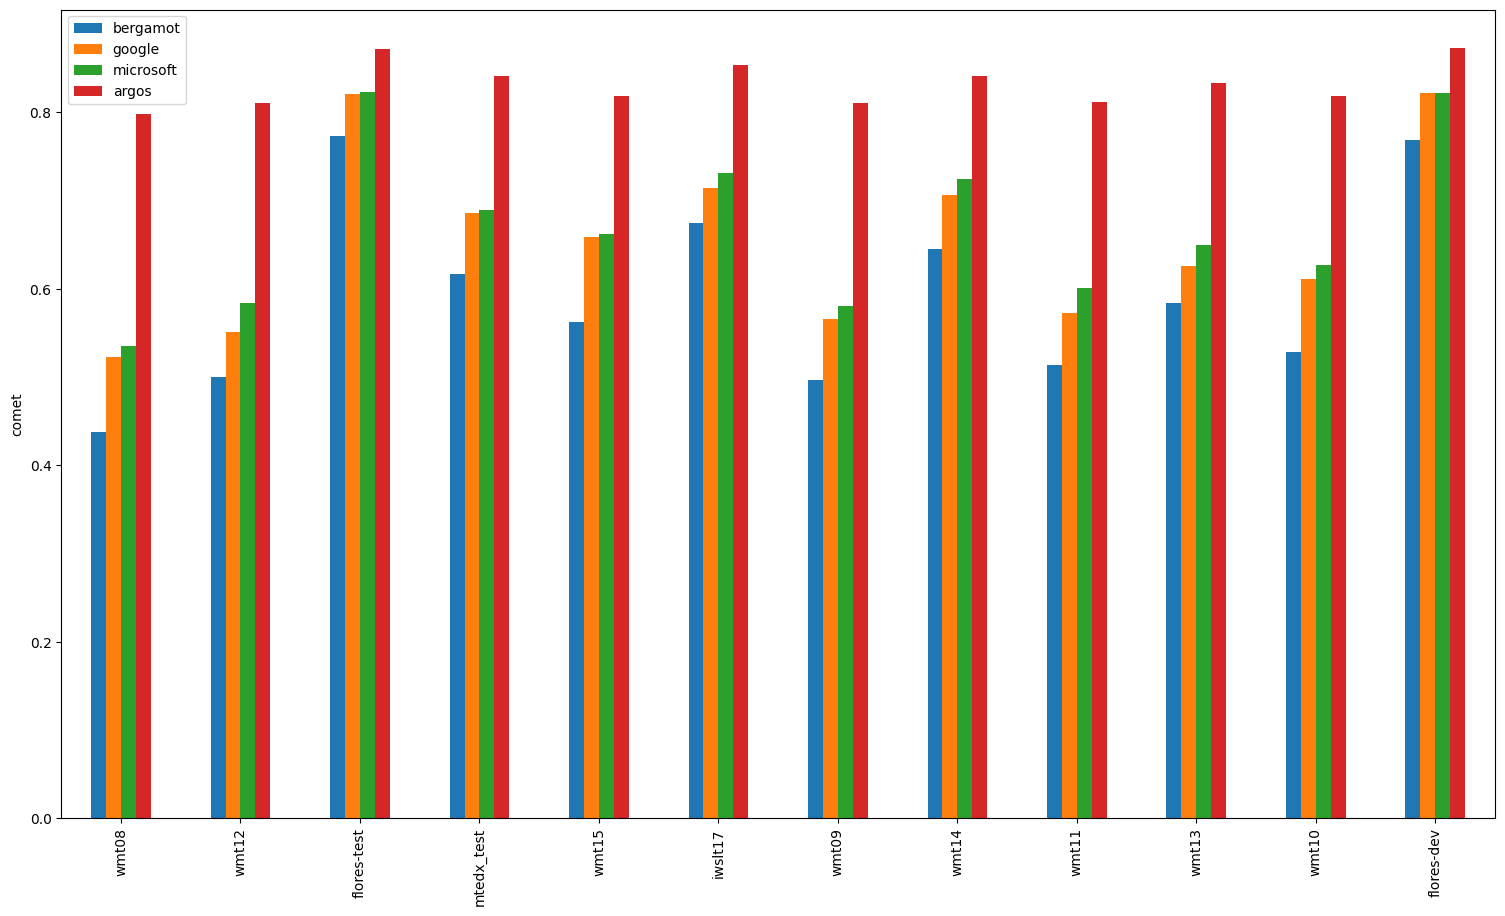 bergamot
google
microsoft
argos
comet
0.8
0.6
0.4
0.2
0.0
wmt08
wmt12
flores-test
mtedx_test
wmt15
iwslt17
wmt09
wmt14
wmt11
wmt13
wmt10
flores-dev